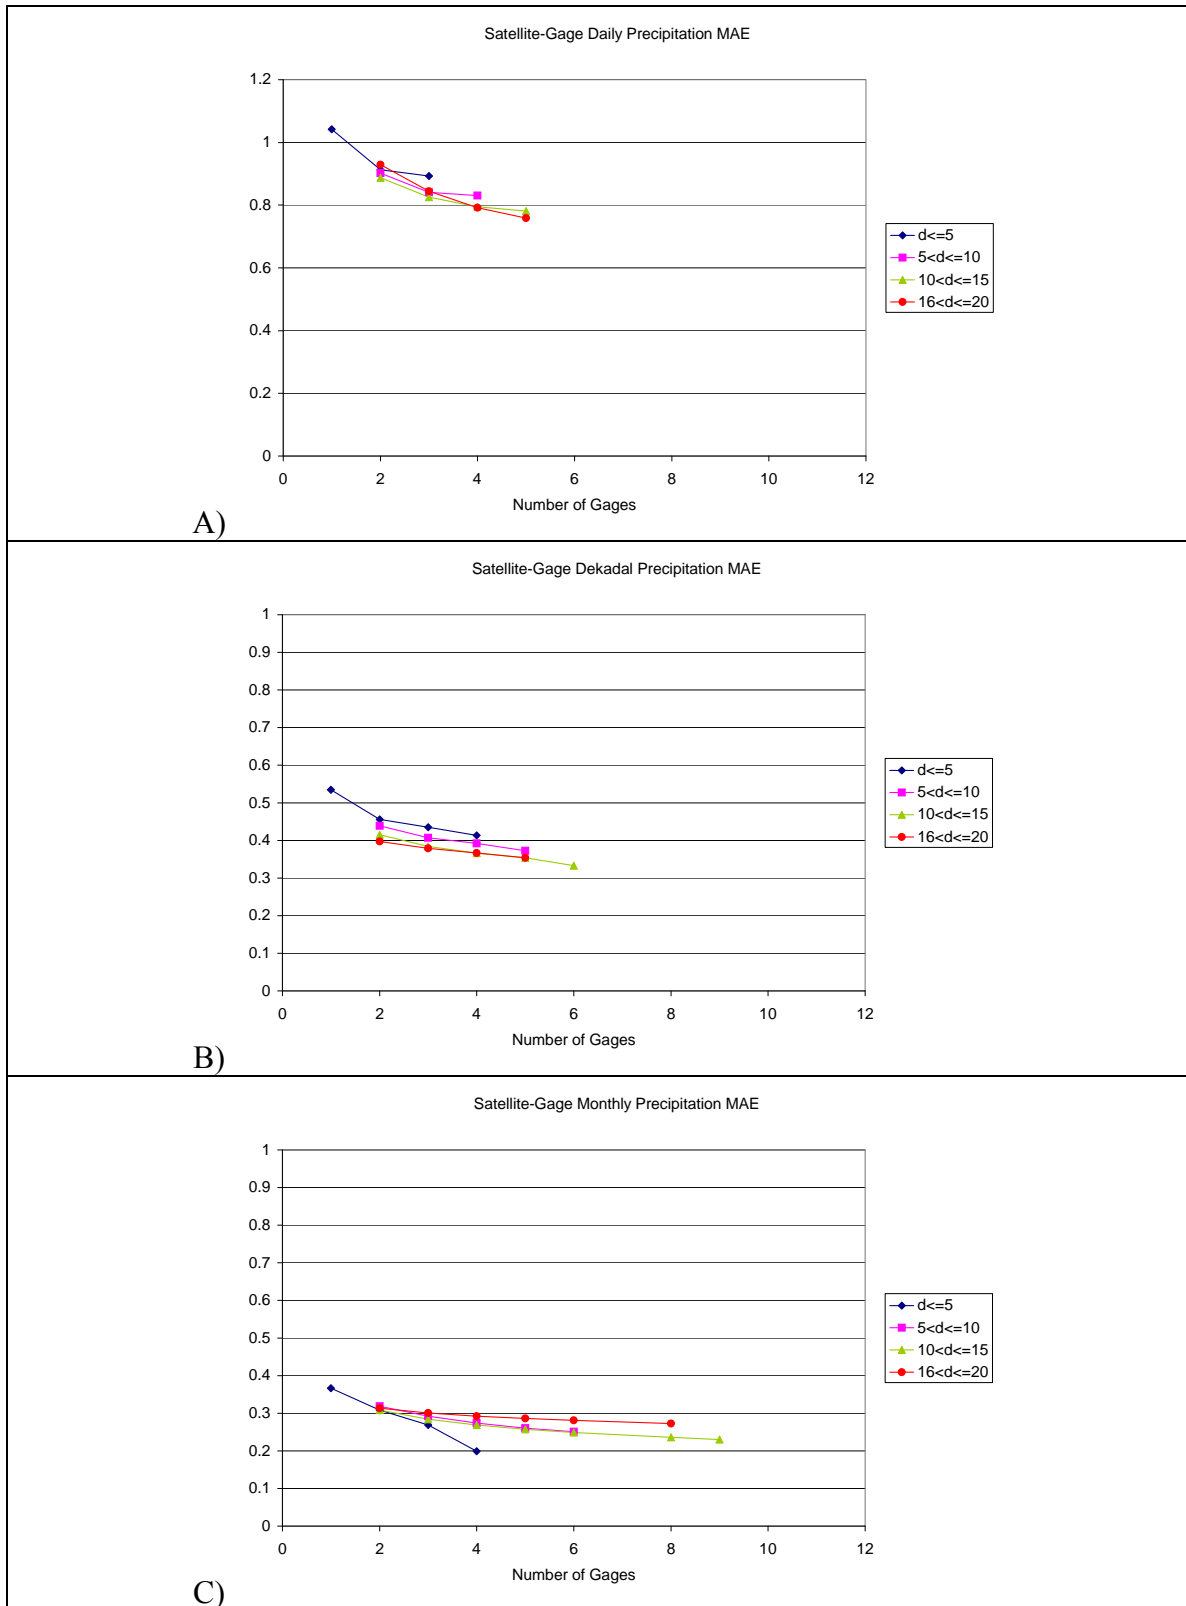 Satellite-Gage Daily Precipitation MAE
1.2
1
0.8
0.6
0.4
0.2
0
0 2 4 6 8 10 12
Number of Gages
d<=5
5<d<=10
10<d<=15
16<d<=20
A)
Satellite-Gage Dekadal Precipitation MAE
1
0.9
0.8
0.7
0.6
0.5
0.4
0.3
0.2
0.1
0
0 2 4 6 8 10 12
Number of Gages
d<=5
5<d<=10
10<d<=15
16<d<=20
B)
Satellite-Gage Monthly Precipitation MAE
1
0.9
0.8
0.7
0.6
0.5
0.4
0.3
0.2
0.1
0
0 2 4 6 8 10 12
Number of Gages
d<=5
5<d<=10
10<d<=15
16<d<=20
C)